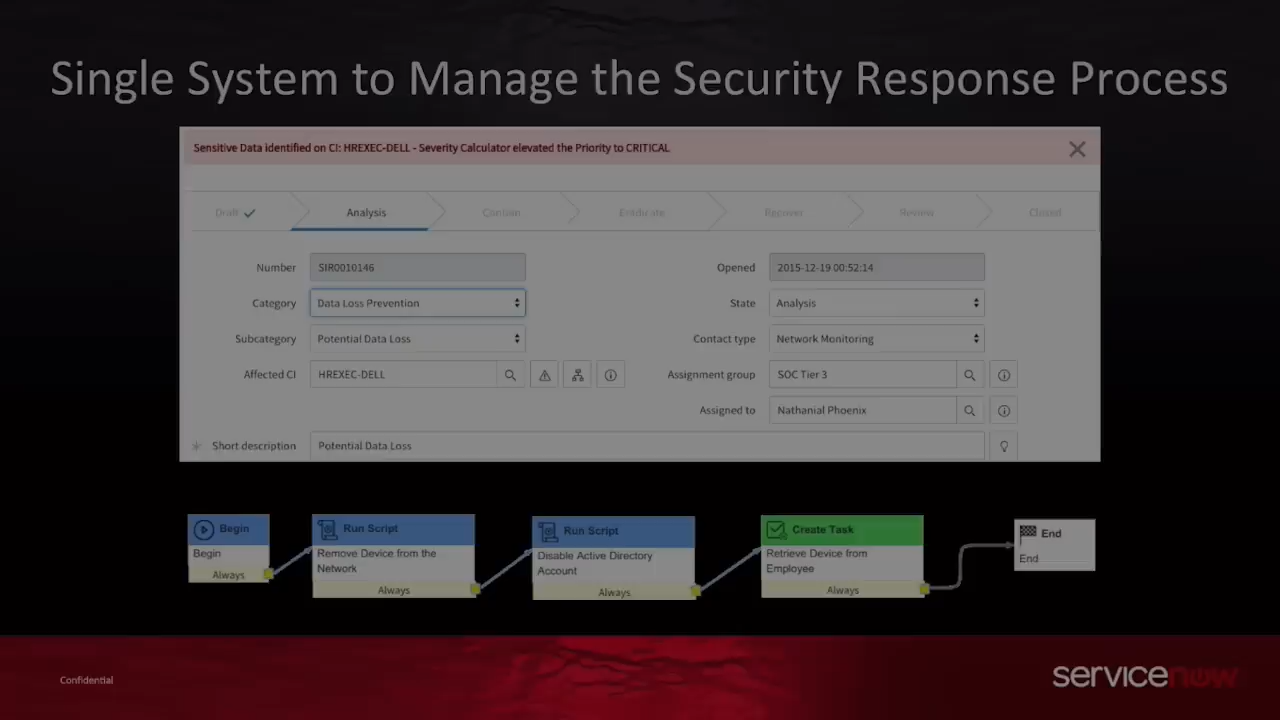 Single System to Manage the Security Response Process
Sensitive Data identified on CI: HREXEC-DELL - Severity Calculator elevated the Priority to CRITICAL
Draft Analysis Contain Eradicate Recover Review Closed
Number SIR0010146 Opened 2015-12-19 00:52:14
Category Data Loss Prevention State Analysis
Subcategory Potential Data Loss Contact type Network Monitoring
Affected CI HREXEC-DELL Assignment group SOC Tier 3
Assigned to Nathanial Phoenix
Short description Potential Data Loss
Begin
Begin
Always
Run Script
Remove Device from the
Network
Always
Run Script
Disable Active Directory
Account
Always
Create Task
Retrieve Device from
Employee
Always
End
End
Confidential
servicenow